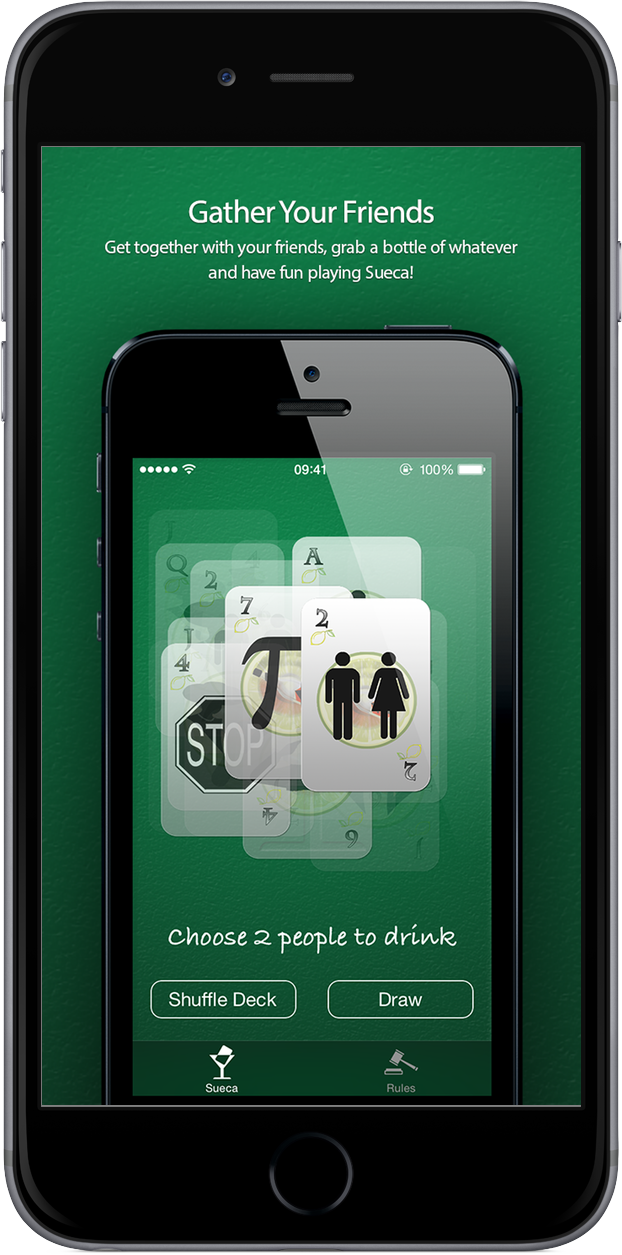 Gather Your Friends
Get together with your friends, grab a bottle of whatever
and have fun playing Sueca!
09:41
100%
A
Q
2
7
2
J
4
STOP
2
4
6
Choose 2 people to drink
Shuffle Deck
Draw
Sueca
Rules